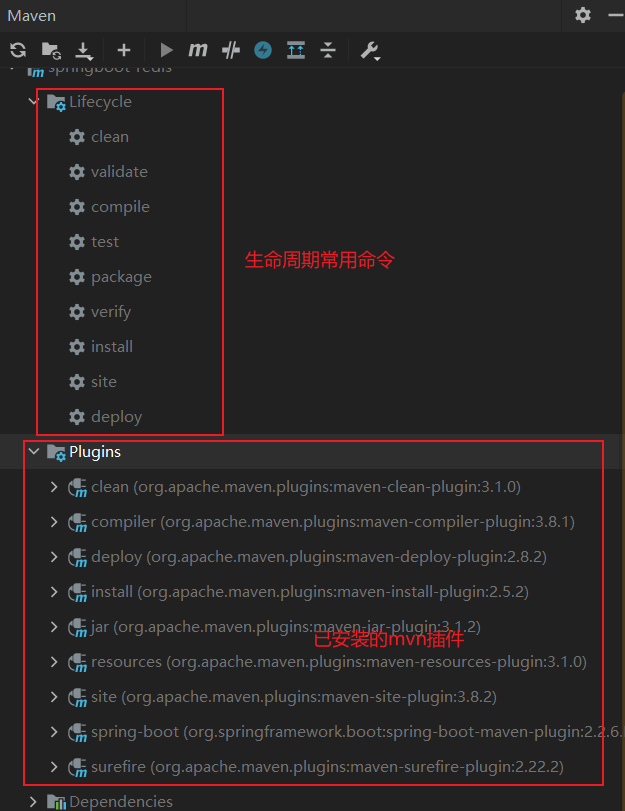 Maven
springboot-redis
Lifecycle
clean
validate
compile
test
package
verify
install
site
deploy
生命周期常用命令
Plugins
clean (org.apache.maven.plugins:maven-clean-plugin:3.1.0)
compiler (org.apache.maven.plugins:maven-compiler-plugin:3.8.1)
deploy (org.apache.maven.plugins:maven-deploy-plugin:2.8.2)
install (org.apache.maven.plugins:maven-install-plugin:2.5.2)
jar (org.apache.maven.plugins:maven-jar-plugin:3.1.2)
已安装的mvn插件
resources (org.apache.maven.plugins:maven-resources-plugin:3.1.0)
site (org.apache.maven.plugins:maven-site-plugin:3.8.2)
spring-boot (org.springframework.boot:spring-boot-maven-plugin:2.2.6.
surefire (org.apache.maven.plugins:maven-surefire-plugin:2.22.2)
Dependencies